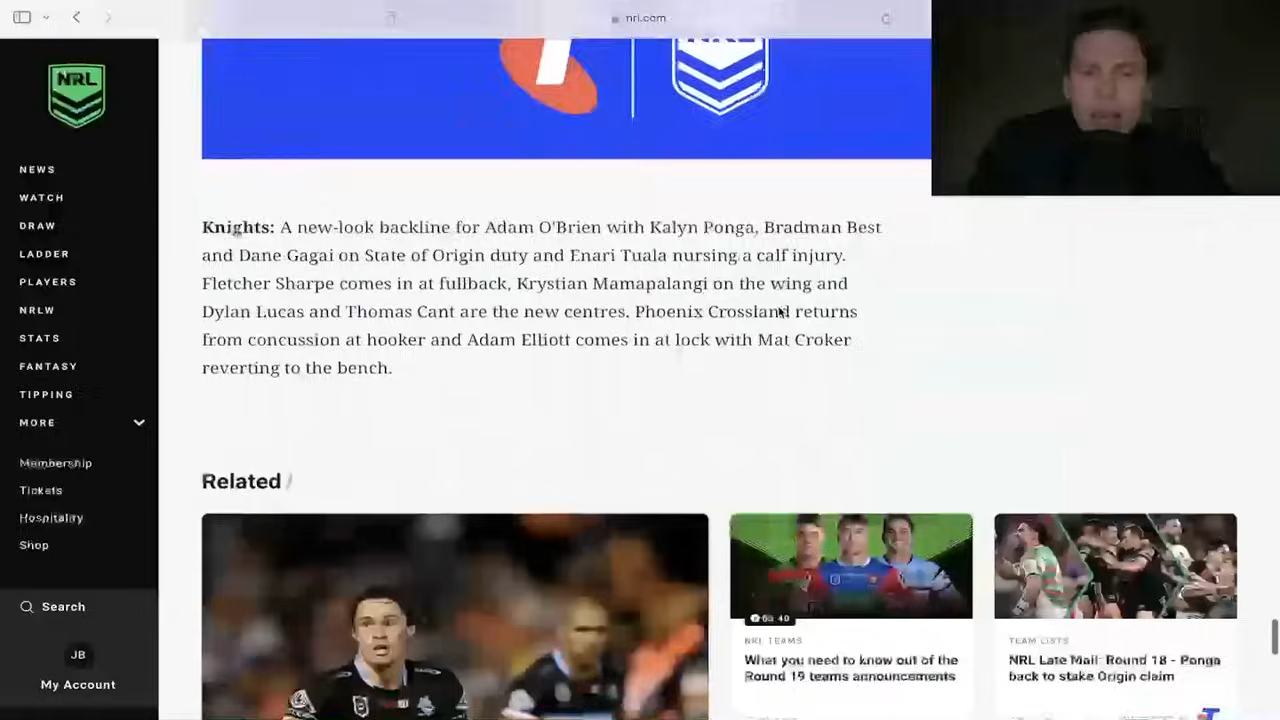 nrl.com
NRL
NEWS
WATCH
DRAW
LADDER
PLAYERS
NRLW
STATS
FANTASY
TIPPING
MORE
Membership
Tickets
Hospitality
Shop
Search
JB
My Account
Knights: A new-look backline for Adam O'Brien with Kalyn Ponga, Bradman Best
and Dane Gagai on State of Origin duty and Enari Tuala nursing a calf injury.
Fletcher Sharpe comes in at fullback, Krystian Mamapalangi on the wing and
Dylan Lucas and Thomas Cant are the new centres. Phoenix Crossland returns
from concussion at hooker and Adam Elliott comes in at lock with Mat Croker
reverting to the bench.
Related
NRL TEAMS
What you need to know out of the
Round 19 teams announcements
TEAM LISTS
NRL Late Mail: Round 18 - Ponga
back to stake Origin claim